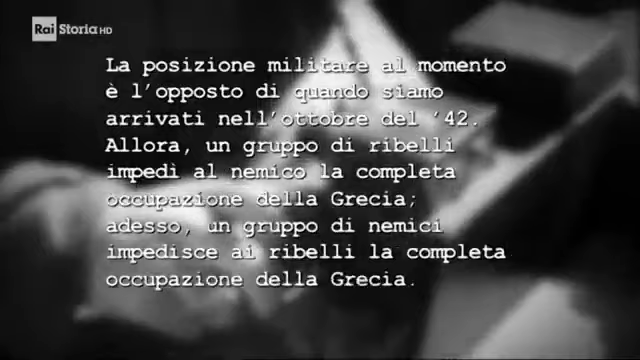 Rai Storia HD
La posizione militare al momento
è l'opposto di quando siamo
arrivati nell'ottobre del '42.
Allora, un gruppo di ribelli
impedì al nemico la completa
occupazione della Grecia;
adesso, un gruppo di nemici
impedisce ai ribelli la completa
occupazione della Grecia.